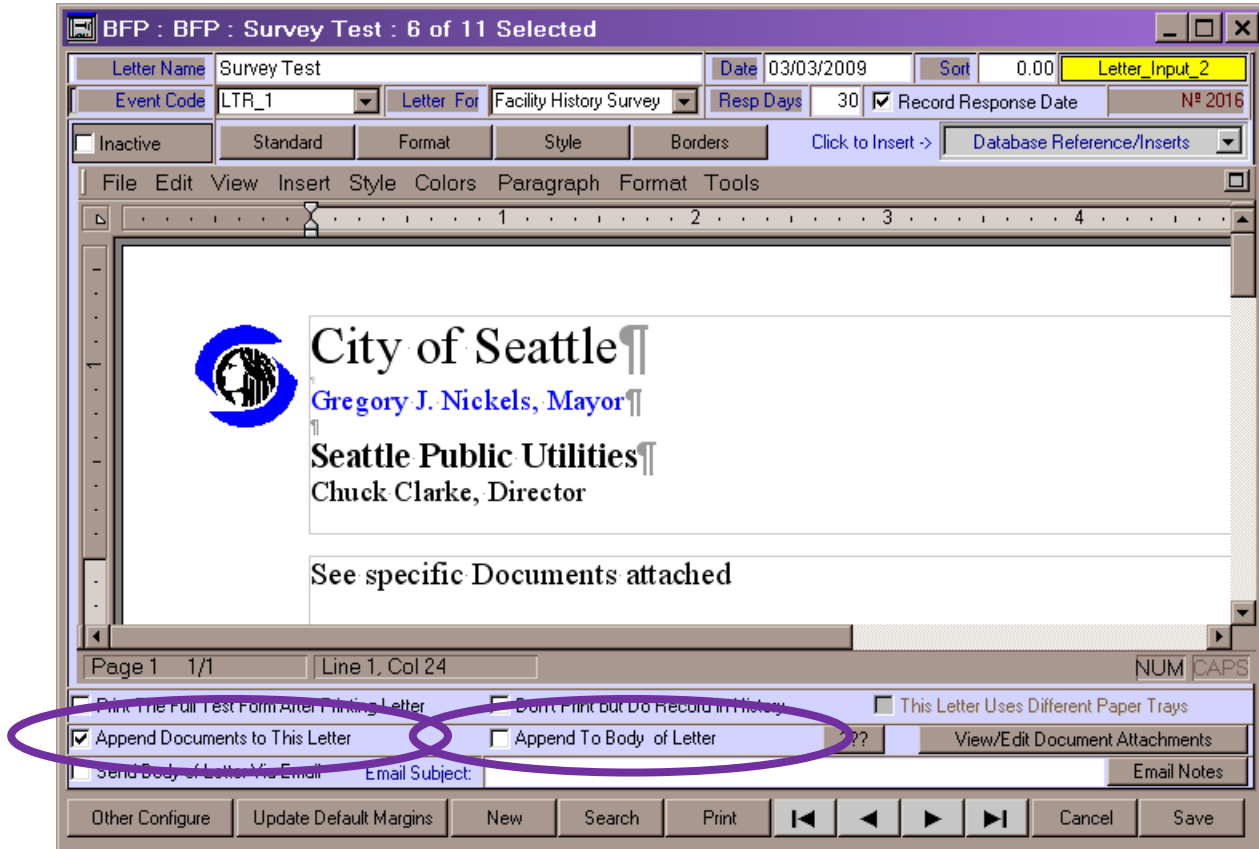 BFP : BFP : Survey Test : 6 of 11 Selected
Letter Name Survey Test Date 03/03/2009 Sort 0.00 Letter_Input_2
Event Code LTR_1 Letter For Facility History Survey Resp Days 30 Record Response Date Nº 2016
Inactive Standard Format Style Borders Click to Insert -> Database Reference/Inserts
File Edit View Insert Style Colors Paragraph Format Tools
1 2 3 4
1
City of Seattle¶
¶
Gregory J. Nickels, Mayor¶
¶
Seattle Public Utilities¶
Chuck Clarke, Director
See specific Documents attached
Page 1 1/1 Line 1, Col 24 NUM CAPS
Print The Full Test Form After Printing Letter Don't Print But Do Record In History This Letter Uses Different Paper Trays
Append Documents to This Letter Append To Body of Letter ??? View/Edit Document Attachments
Send Body of Letter Via Email Email Subject: Email Notes
Other Configure Update Default Margins New Search Print Cancel Save